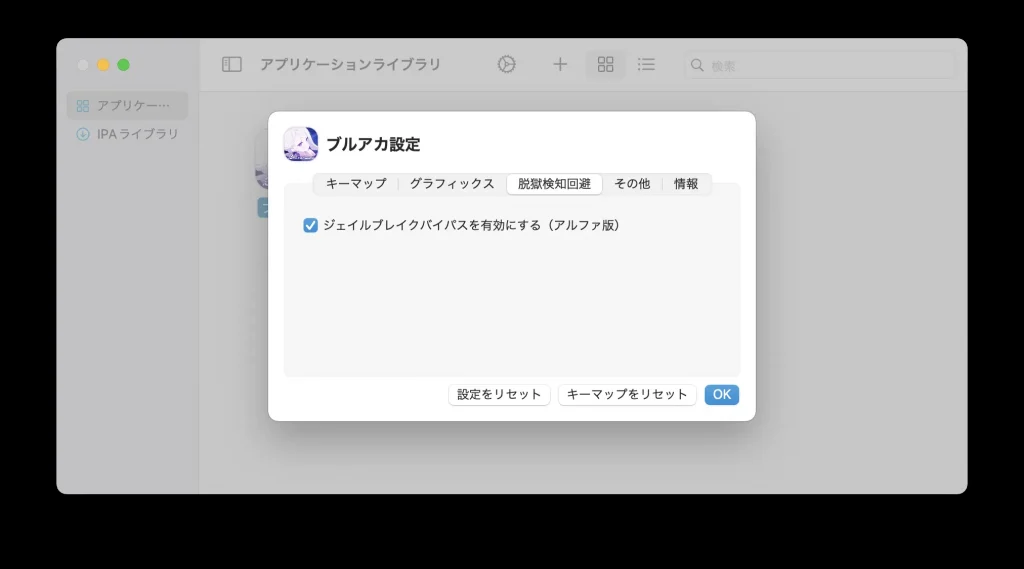 アプリケーションライブラリ
検索
アプリケー…
IPAライブラリ
ブルアカ設定
キーマップ
グラフィックス
脱獄検知回避
その他
情報
ジェイルブレイクバイパスを有効にする（アルファ版）
設定をリセット
キーマップをリセット
OK